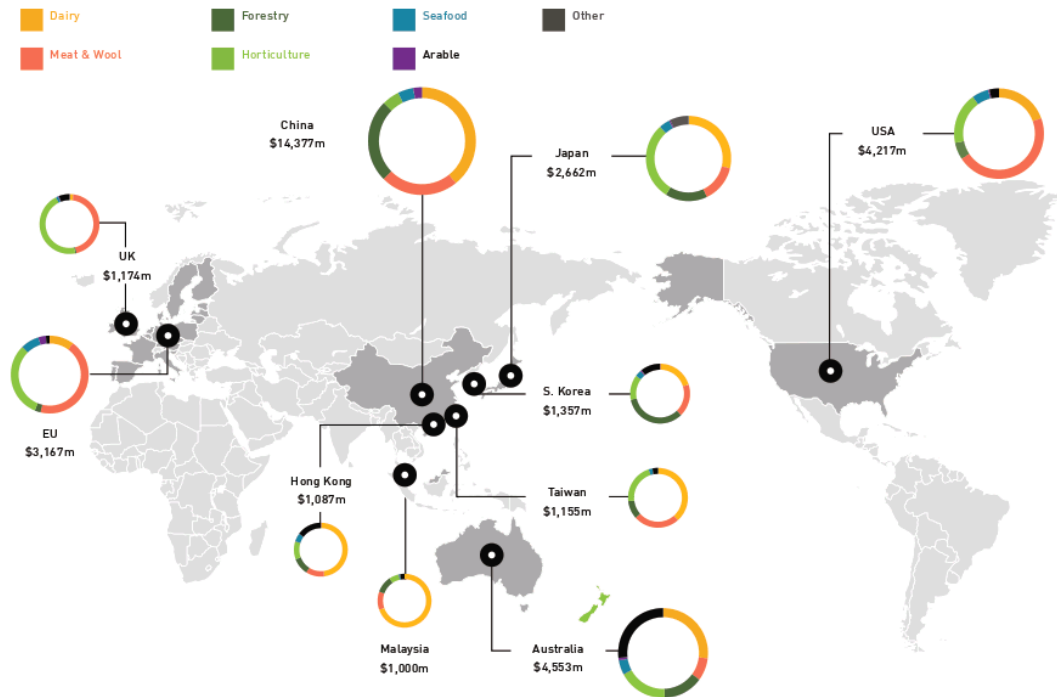 Dairy
Forestry
Seafood
Other
Meat & Wool
Horticulture
Arable
China
$14,377m
Japan
$2,662m
USA
$4,217m
UK
$1,174m
EU
$3,167m
S. Korea
$1,357m
Hong Kong
$1,087m
Taiwan
$1,155m
Malaysia
$1,000m
Australia
$4,553m